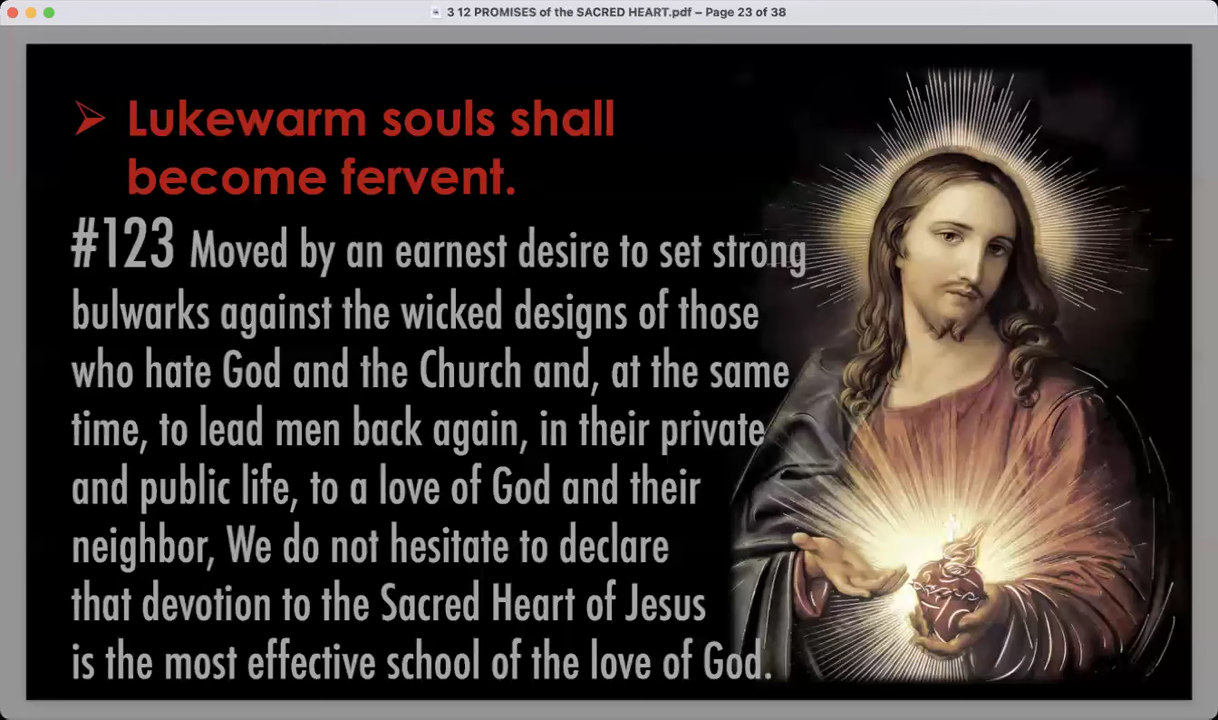 3 12 PROMISES of the SACRED HEART.pdf – Page 23 of 38
➢ Lukewarm souls shall
become fervent.
#123 Moved by an earnest desire to set strong
bulwarks against the wicked designs of those
who hate God and the Church and, at the same
time, to lead men back again, in their private
and public life, to a love of God and their
neighbor, We do not hesitate to declare
that devotion to the Sacred Heart of Jesus
is the most effective school of the love of God.